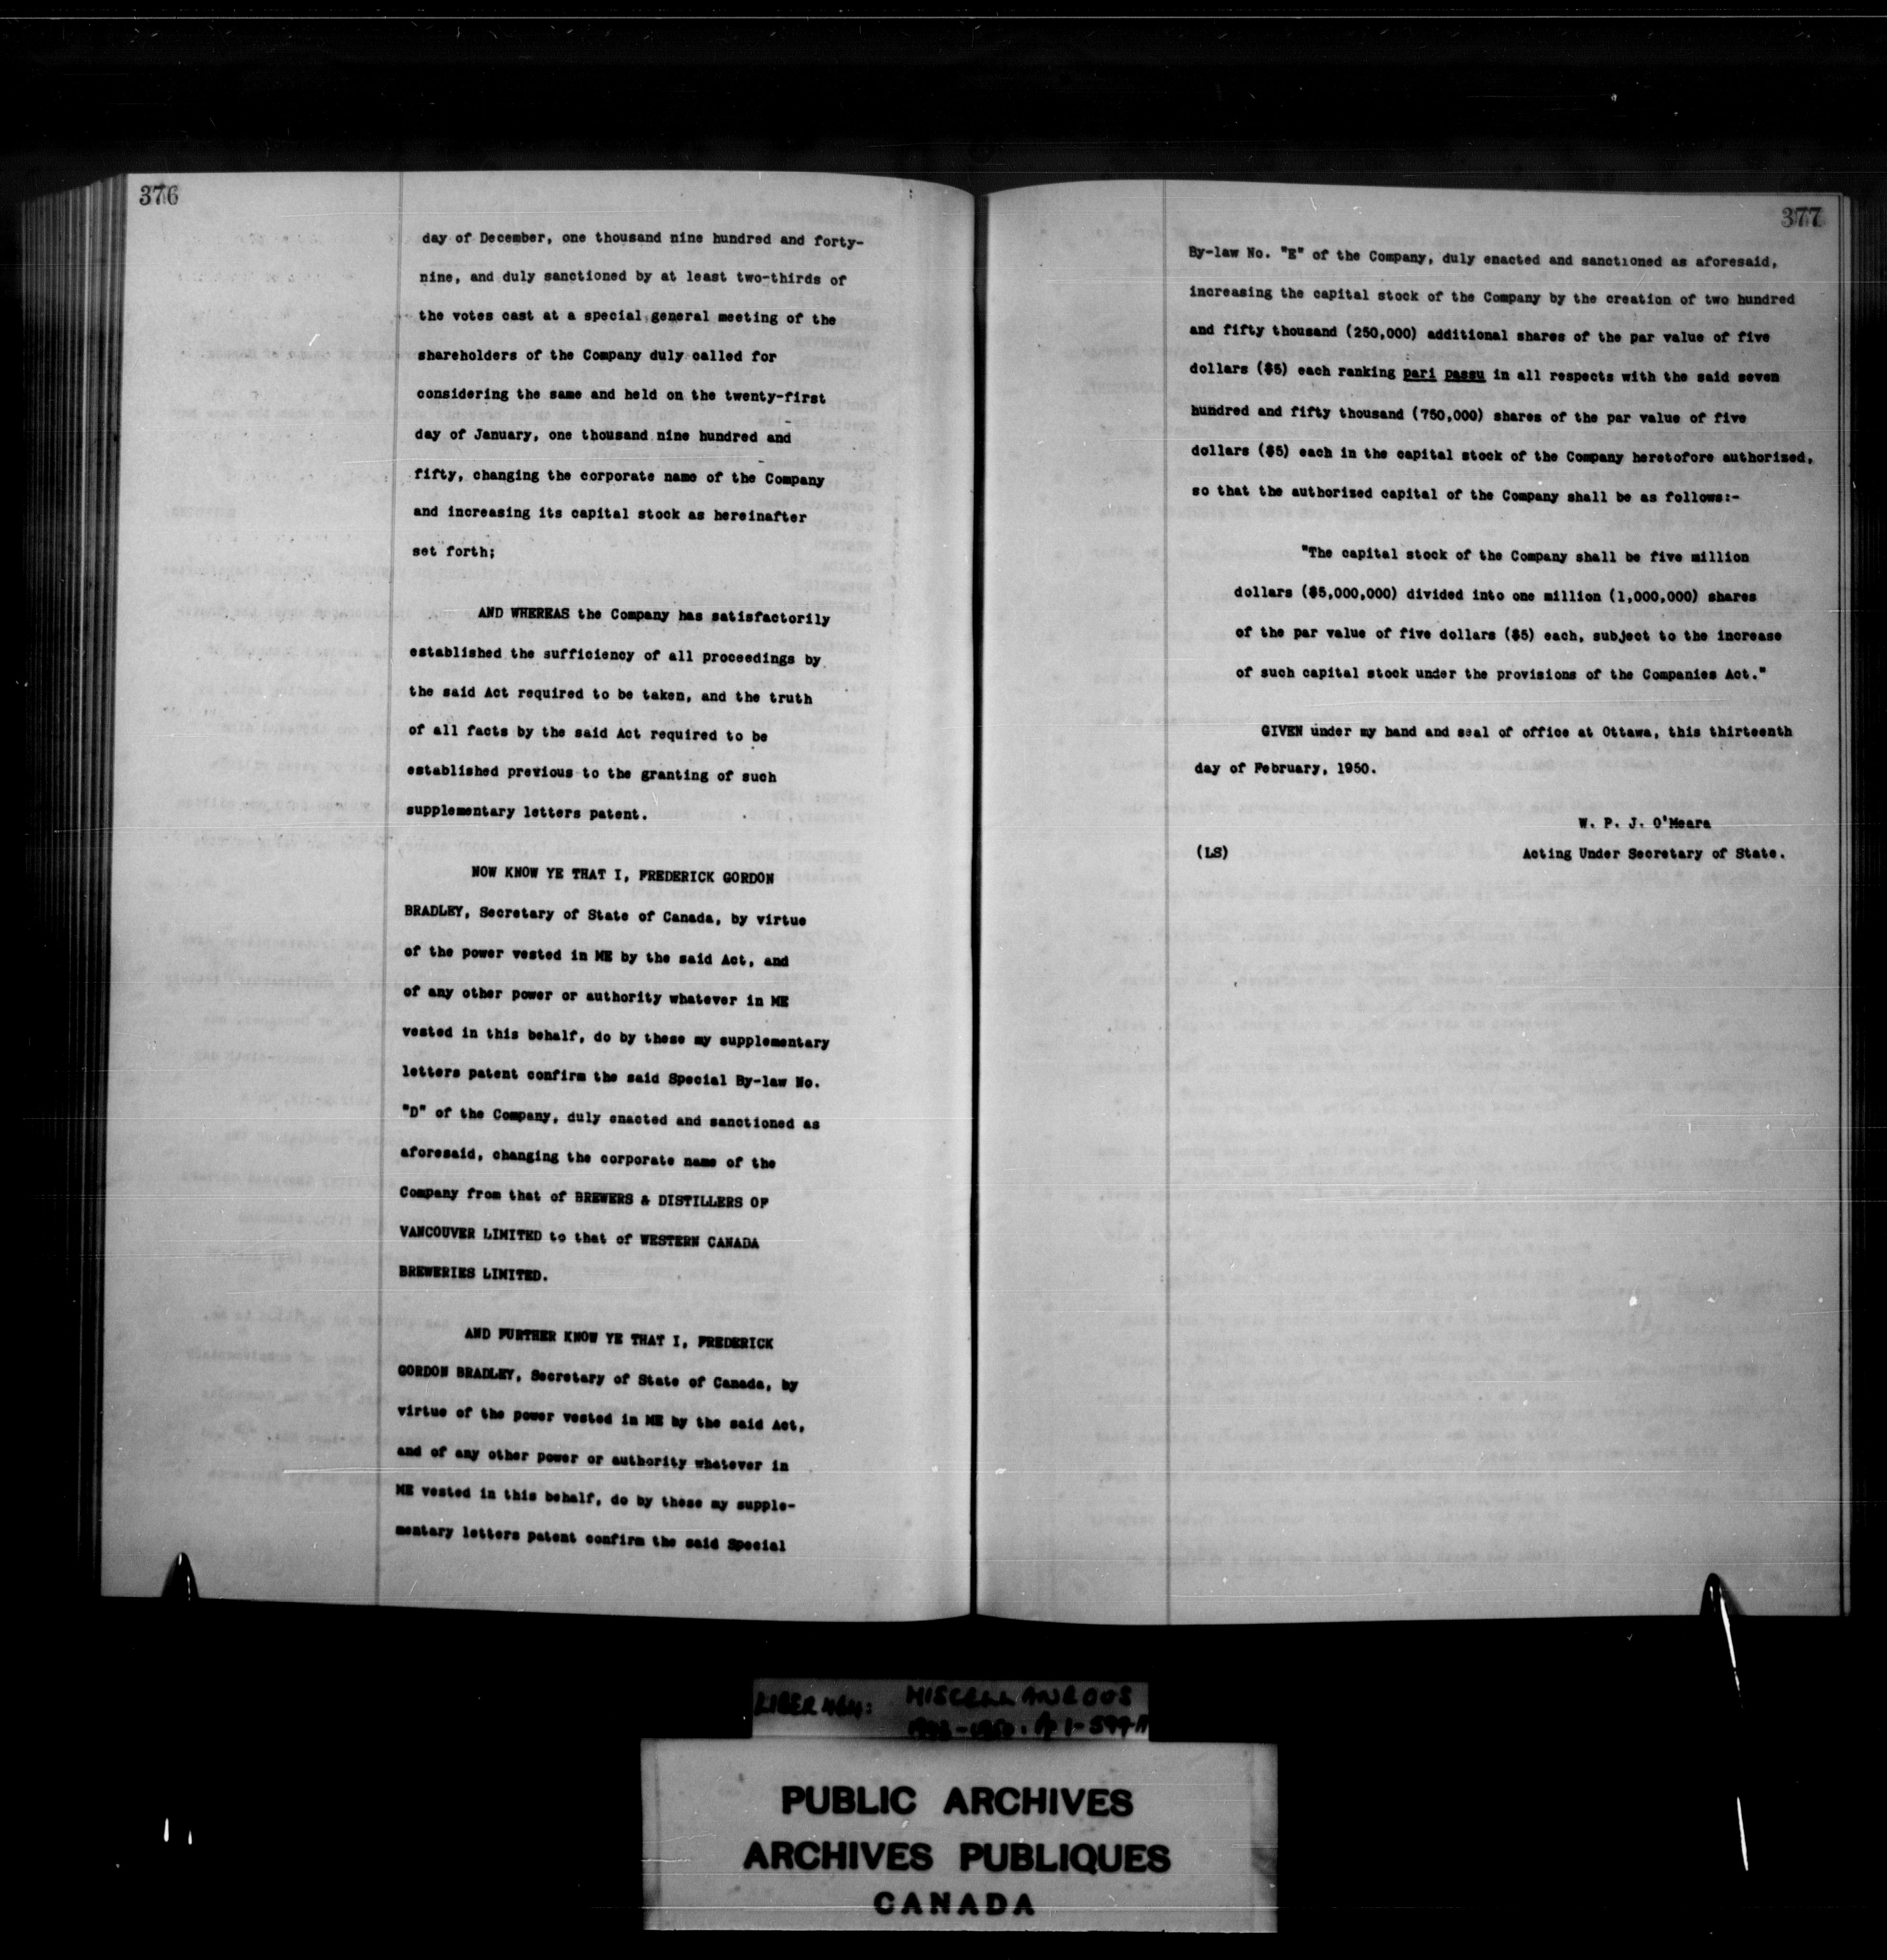 376
day of December, one thousand nine hundred and forty-
nine, and duly sanctioned by at least two-thirds of
the votes cast at a special general meeting of the
shareholders of the Company duly called for
considering the same and held on the twenty-first
day of January, one thousand nine hundred and
fifty, changing the corporate name of the Company
and increasing its capital stock as hereinafter
set forth;
AND WHEREAS the Company has satisfactorily
established the sufficiency of all proceedings by
the said Act required to be taken, and the truth
of all facts by the said Act required to be
established previous to the granting of such
supplementary letters patent.
NOW KNOW YE THAT I, FREDERICK GORDON
BRADLEY, Secretary of State of Canada, by virtue
of the power vested in ME by the said Act, and
of any other power or authority whatever in ME
vested in this behalf, do by these my supplementary
letters patent confirm the said Special By-law No.
"D" of the Company, duly enacted and sanctioned as
aforesaid, changing the corporate name of the
Company from that of BREWERS & DISTILLERS OF
VANCOUVER LIMITED to that of WESTERN CANADA
BREWERIES LIMITED.
AND FURTHER KNOW YE THAT I, FREDERICK
GORDON BRADLEY, Secretary of State of Canada, by
virtue of the power vested in ME by the said Act,
and of any other power or authority whatever in
ME vested in this behalf, do by these my supple-
mentary letters patent confirm the said Special
377
By-law No. "E" of the Company, duly enacted and sanctioned as aforesaid,
increasing the capital stock of the Company by the creation of two hundred
and fifty thousand (250,000) additional shares of the par value of five
dollars ($5) each ranking pari passu in all respects with the said seven
hundred and fifty thousand (750,000) shares of the par value of five
dollars ($5) each in the capital stock of the Company heretofore authorized,
so that the authorized capital of the Company shall be as follows:-
"The capital stock of the Company shall be five million
dollars ($5,000,000) divided into one million (1,000,000) shares
of the par value of five dollars ($5) each, subject to the increase
of such capital stock under the provisions of the Companies Act."
GIVEN under my hand and seal of office at Ottawa, this thirteenth
day of February, 1950.
W. P. J. O'Meara
(LS) Acting Under Secretary of State.
LIBER MISCELLANEOUS
PUBLIC ARCHIVES
ARCHIVES PUBLIQUES
CANADA